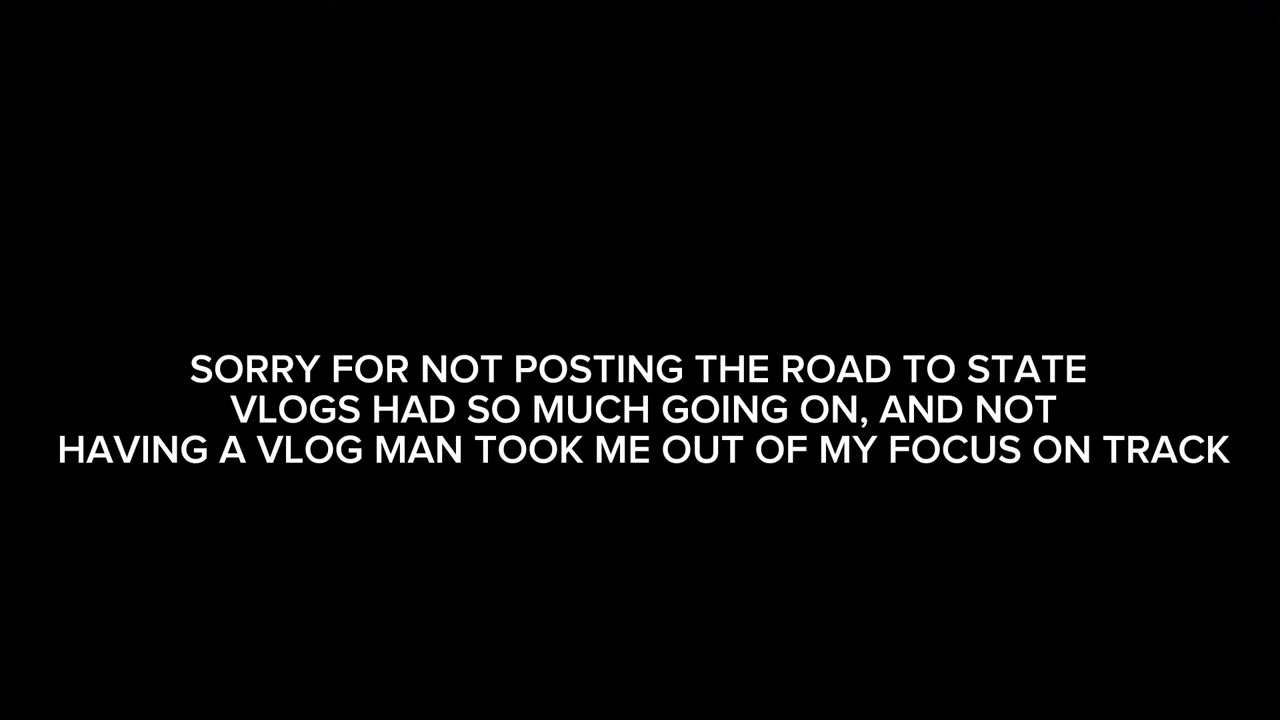 SORRY FOR NOT POSTING THE ROAD TO STATE
VLOGS HAD SO MUCH GOING ON, AND NOT
HAVING A VLOG MAN TOOK ME OUT OF MY FOCUS ON TRACK